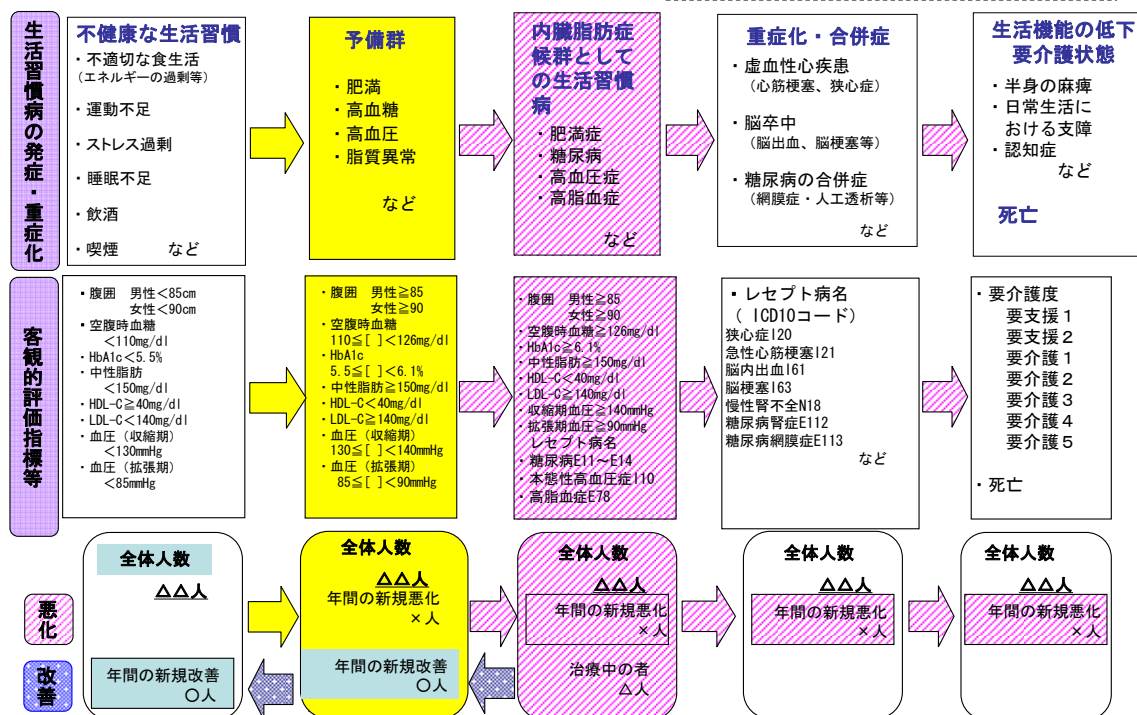 生活習慣病の発症・重症化
不健康な生活習慣
・不適切な食生活
（エネルギーの過剰等）
・運動不足
・ストレス過剰
・睡眠不足
・飲酒
・喫煙　　など
予備群
・肥満
・高血糖
・高血圧
・脂質異常
など
内臓脂肪症
候群として
の生活習慣
病
・肥満症
・糖尿病
・高血圧症
・高脂血症
など
重症化・合併症
・虚血性心疾患
（心筋梗塞、狭心症）
・脳卒中
（脳出血、脳梗塞等）
・糖尿病の合併症
（網膜症・人工透析等）
など
生活機能の低下
要介護状態
・半身の麻痺
・日常生活に
おける支障
・認知症
など
死亡
客観的評価指標等
・腹囲　男性＜85cm
女性＜90cm
・空腹時血糖
＜110mg/dl
・HbA1c＜5.5%
・中性脂肪
＜150mg/dl
・HDL-C≧40mg/dl
・LDL-C＜140mg/dl
・血圧（収縮期）
＜130mmHg
・血圧（拡張期）
＜85mmHg
・腹囲　男性≧85
女性≧90
・空腹時血糖
110≦[ ]＜126mg/dl
・HbA1c
5.5≦[ ]＜6.1%
・中性脂肪≧150mg/dl
・HDL-C＜40mg/dl
・LDL-C≧140mg/dl
・血圧（収縮期）
130≦[ ]＜140mmHg
・血圧（拡張期）
85≦[ ]＜90mmHg
・腹囲　男性≧85
女性≧90
・空腹時血糖≧126mg/dl
・HbA1c≧6.1%
・中性脂肪≧150mg/dl
・HDL-C＜40mg/dl
・LDL-C≧140mg/dl
・収縮期血圧≧140mmHg
・拡張期血圧≧90mmHg
レセプト病名
・糖尿病E11～E14
・本態性高血圧症I10
・高脂血症E78
・レセプト病名
（ICD10コード）
狭心症I20
急性心筋梗塞I21
脳内出血I61
脳梗塞I63
慢性腎不全N18
糖尿病腎症E112
糖尿病網膜症E113
など
・要介護度
要支援１
要支援２
要介護１
要介護２
要介護３
要介護４
要介護５
・死亡
悪化
改善
全体人数
△△人
年間の新規改善
〇人
全体人数
△△人
年間の新規悪化
×人
年間の新規改善
〇人
全体人数
△△人
年間の新規悪化
×人
治療中の者
△人
全体人数
△△人
年間の新規悪化
×人
全体人数
△△人
年間の新規悪化
×人